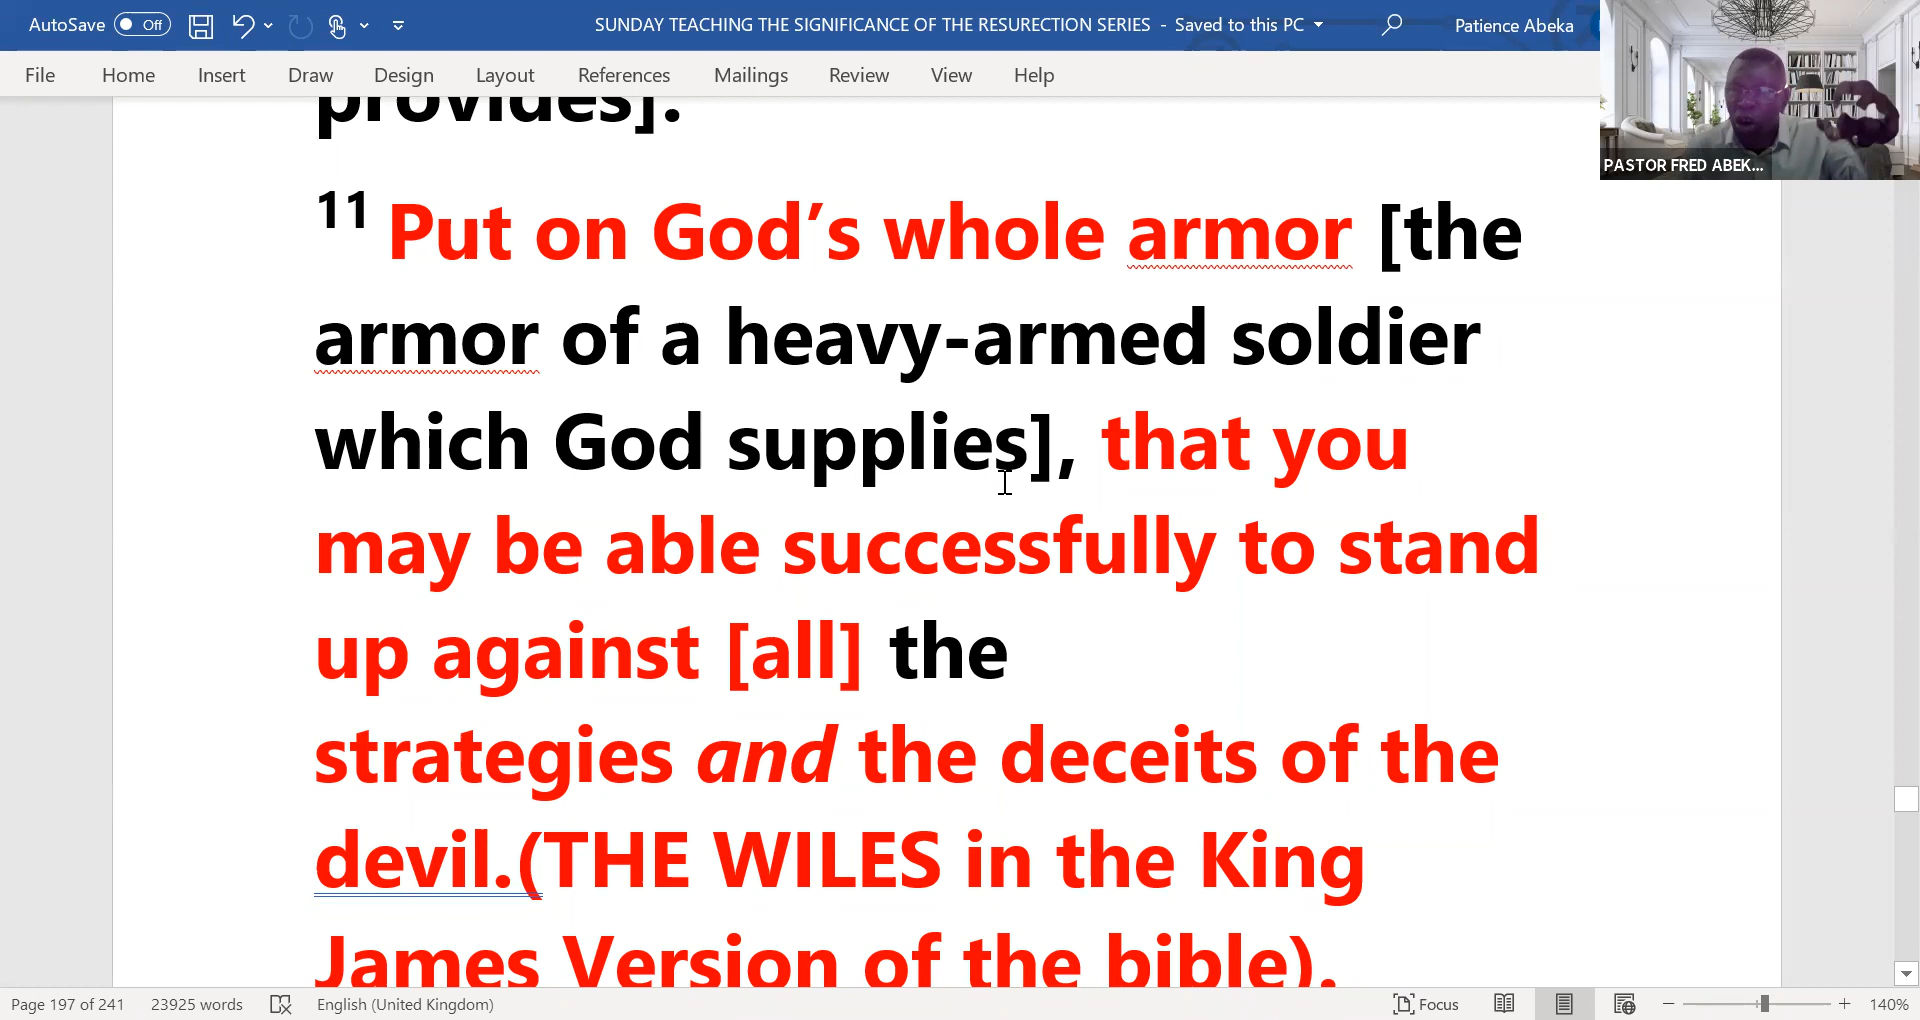 AutoSave Off SUNDAY TEACHING THE SIGNIFICANCE OF THE RESURECTION SERIES - Saved to this PC Patience Abeka
File Home Insert Draw Design Layout References Mailings Review View Help
PASTOR FRED ABEK...
provides].
11 Put on God’s whole armor [the
armor of a heavy-armed soldier
which God supplies], that you
may be able successfully to stand
up against [all] the
strategies and the deceits of the
devil.(THE WILES in the King
James Version of the bible).
Page 197 of 241 23925 words English (United Kingdom) Focus 140%